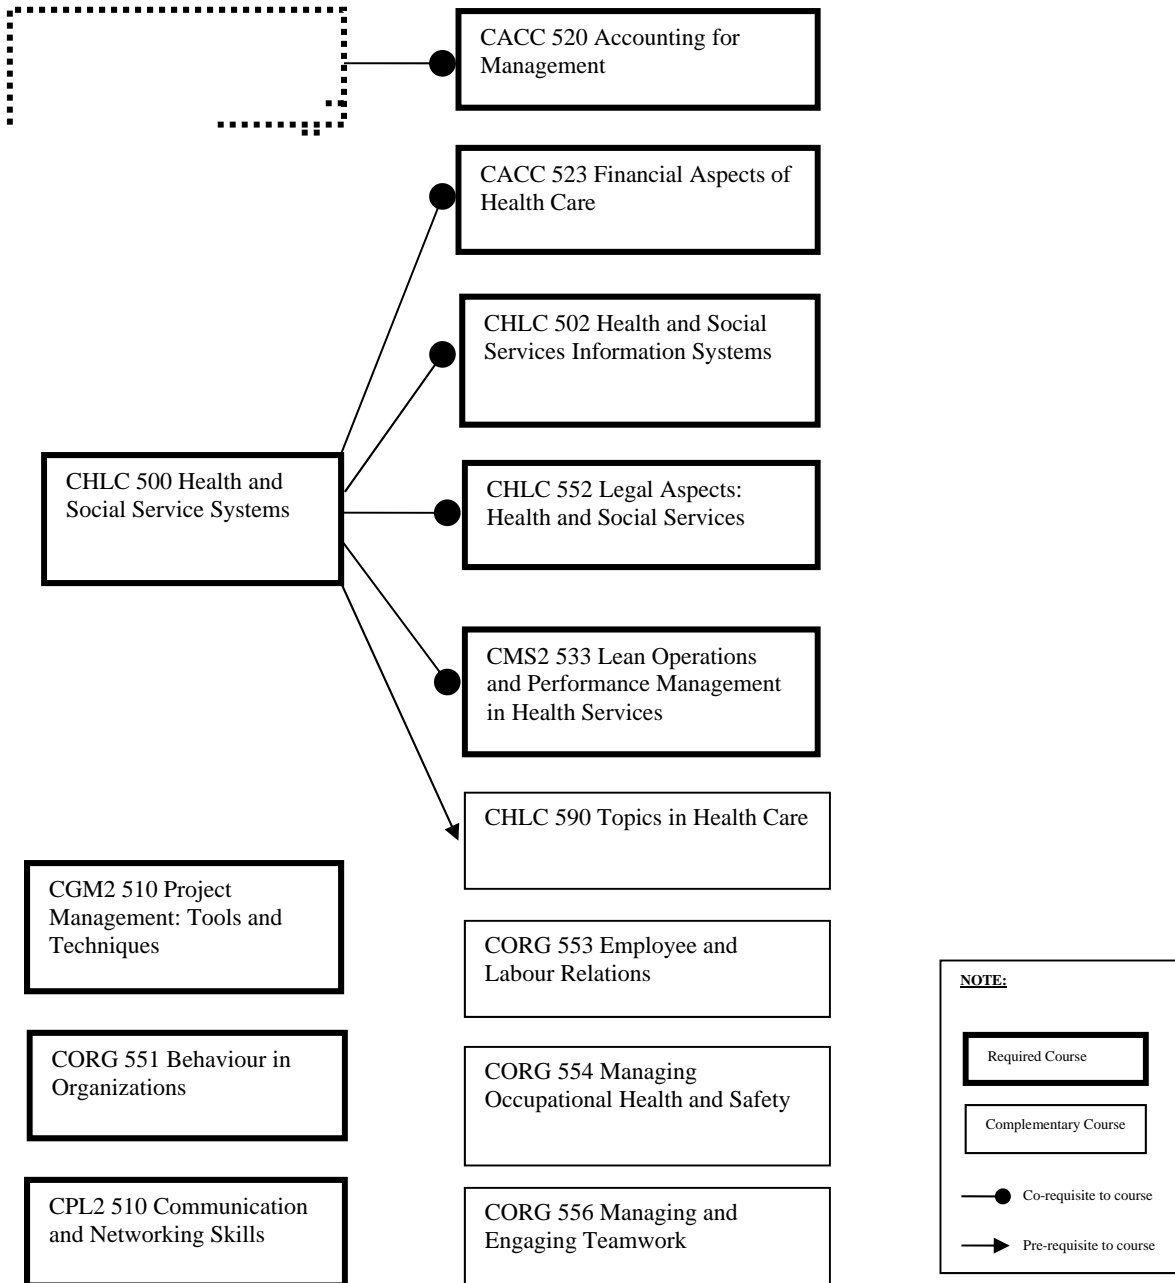 CACC 520 Accounting for
Management
CACC 523 Financial Aspects of
Health Care
CHLC 502 Health and Social
Services Information Systems
CHLC 500 Health and
Social Service Systems
CHLC 552 Legal Aspects:
Health and Social Services
CMS2 533 Lean Operations
and Performance Management
in Health Services
CHLC 590 Topics in Health Care
CGM2 510 Project
Management: Tools and
Techniques
CORG 553 Employee and
Labour Relations
CORG 551 Behaviour in
Organizations
CORG 554 Managing
Occupational Health and Safety
CPL2 510 Communication
and Networking Skills
CORG 556 Managing and
Engaging Teamwork
NOTE:
Required Course
Complementary Course
Co-requisite to course
Pre-requisite to course